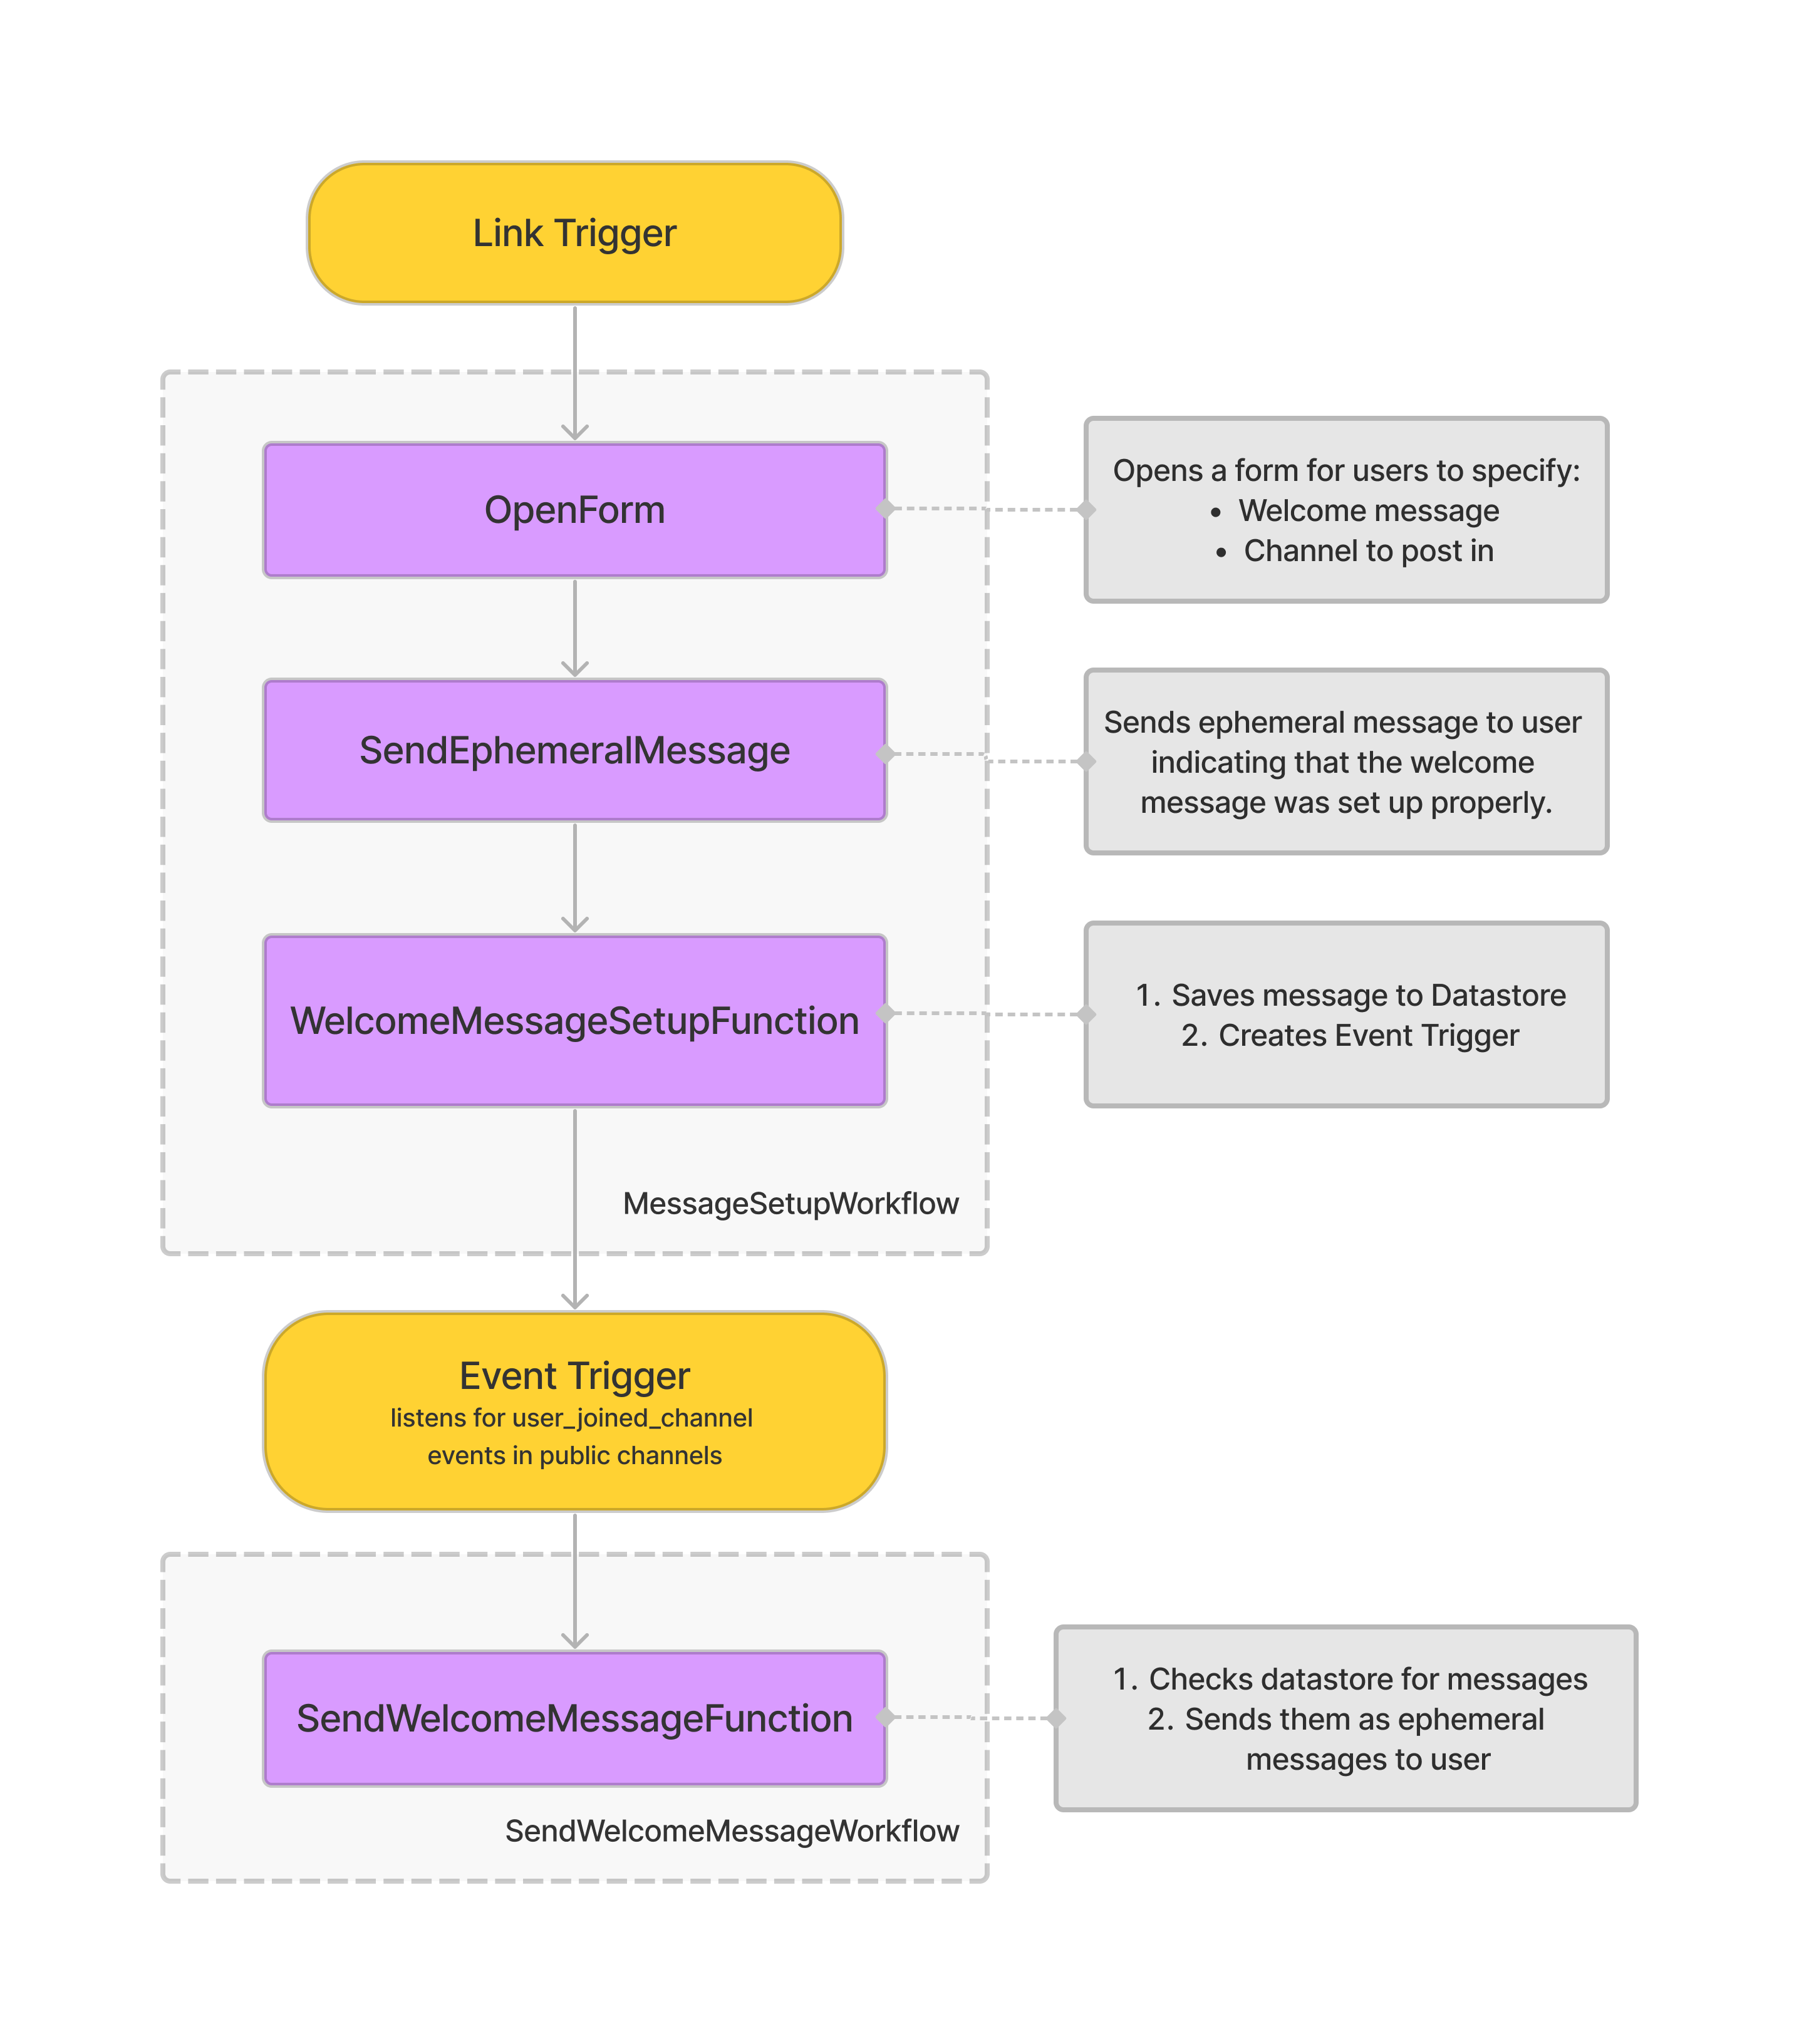 Link Trigger
OpenForm
Opens a form for users to specify:
• Welcome message
• Channel to post in
SendEphemeralMessage
Sends ephemeral message to user
indicating that the welcome
message was set up properly.
WelcomeMessageSetupFunction
1. Saves message to Datastore
2. Creates Event Trigger
MessageSetupWorkflow
Event Trigger
listens for user_joined_channel
events in public channels
SendWelcomeMessageFunction
1. Checks datastore for messages
2. Sends them as ephemeral
messages to user
SendWelcomeMessageWorkflow